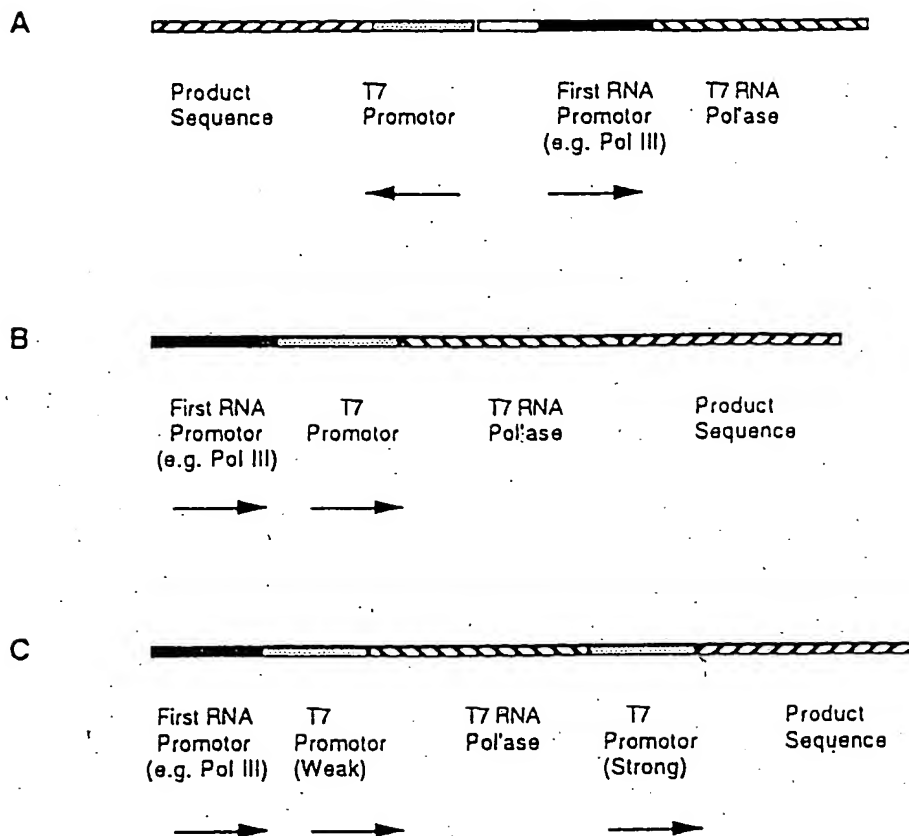 A
Product
Sequence
T7
Promotor
First RNA
Promotor
(e.g. Pol III)
T7 RNA
Pol'ase
B
First RNA
Promotor
(e.g. Pol III)
T7
Promotor
T7 RNA
Pol'ase
Product
Sequence
C
First RNA
Promotor
(e.g. Pol III)
T7
Promotor
(Weak)
T7 RNA
Pol'ase
T7
Promotor
(Strong)
Product
Sequence